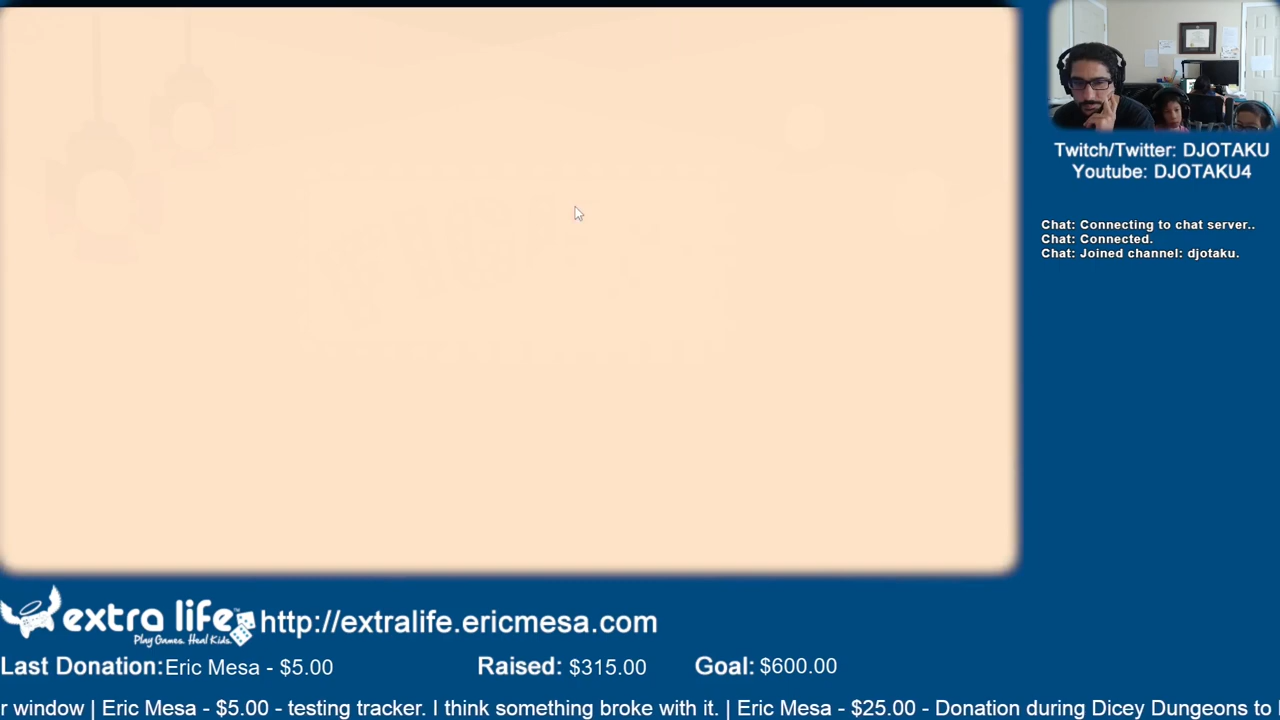 Twitch/Twitter: DJOTAKU
Youtube: DJOTAKU4
Chat: Connecting to chat server..
Chat: Connected.
Chat: Joined channel: djotaku.
extra life
Play Games. Heal Kids.
http://extralife.ericmesa.com
Last Donation: Eric Mesa - $5.00 Raised: $315.00 Goal: $600.00
r window | Eric Mesa - $5.00 - testing tracker. I think something broke with it. | Eric Mesa - $25.00 - Donation during Dicey Dungeons to